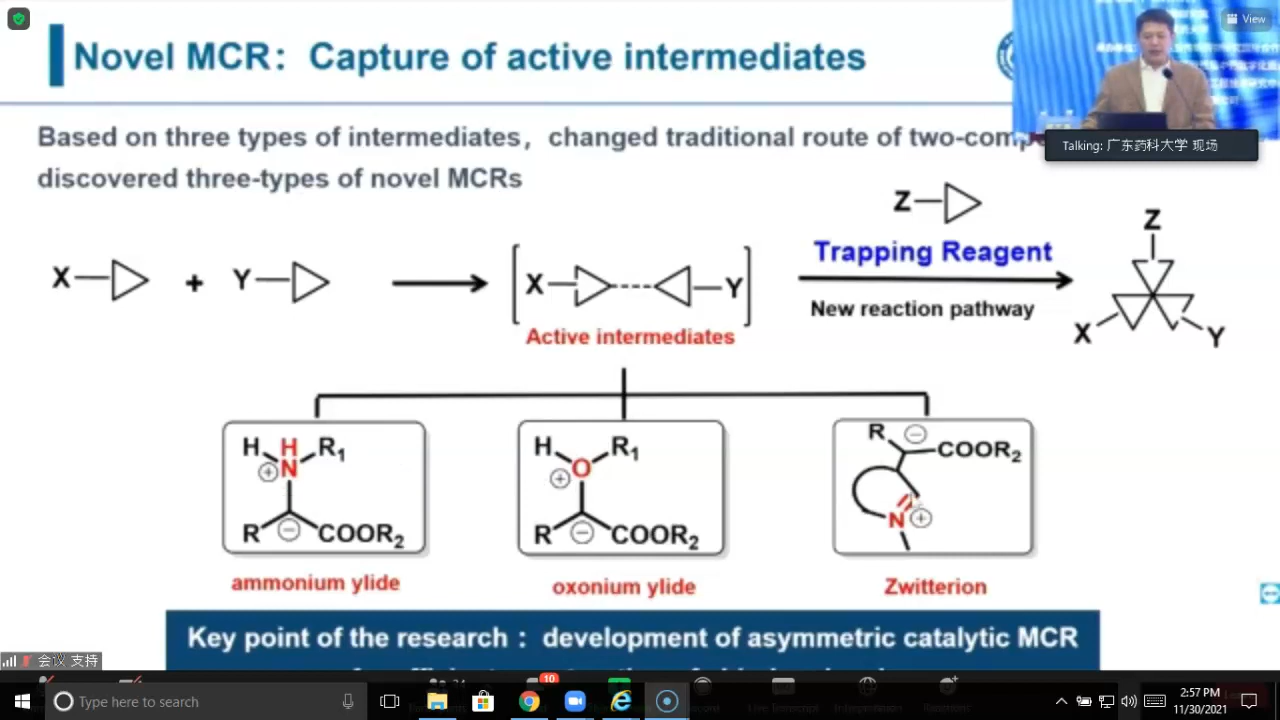 View
Novel MCR： Capture of active intermediates
Talking: 广东药科大学 现场
Based on three types of intermediates，changed traditional route of
discovered three-types of novel MCRs
X + Y
X Y
Active intermediates
Z
Trapping Reagent
New reaction pathway
Z
X Y
H H R1
⊕ N
R ⊖ COOR2
ammonium ylide
H R1
O
⊕
R ⊖ COOR2
oxonium ylide
R ⊖ COOR2
N ⊕
Zwitterion
Key point of the research： development of asymmetric catalytic MCR
会议 支持
10
Type here to search
2:57 PM
11/30/2021